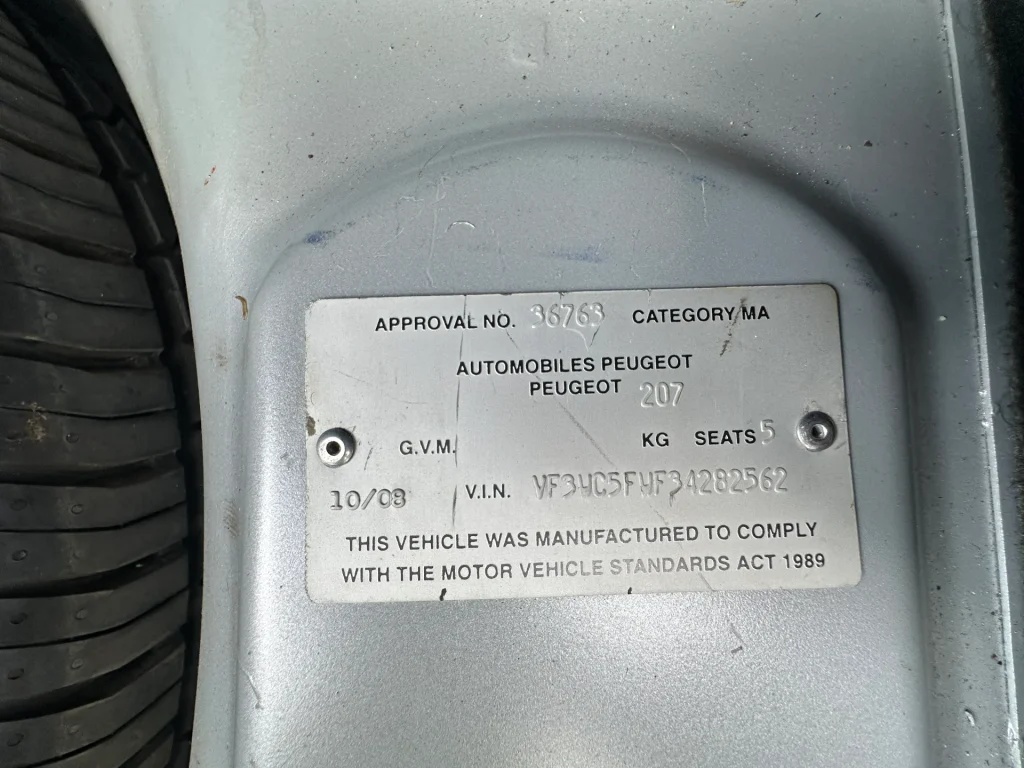 APPROVAL NO. 36763 CATEGORY MA
AUTOMOBILES PEUGEOT
PEUGEOT 207
G.V.M. KG SEATS 5
10/08 V.I.N. VF3WC5FWF34282562
THIS VEHICLE WAS MANUFACTURED TO COMPLY
WITH THE MOTOR VEHICLE STANDARDS ACT 1989